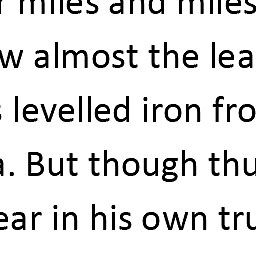 r miles and miles
w almost the lea
s levelled iron fro
a. But though thu
ear in his own tru